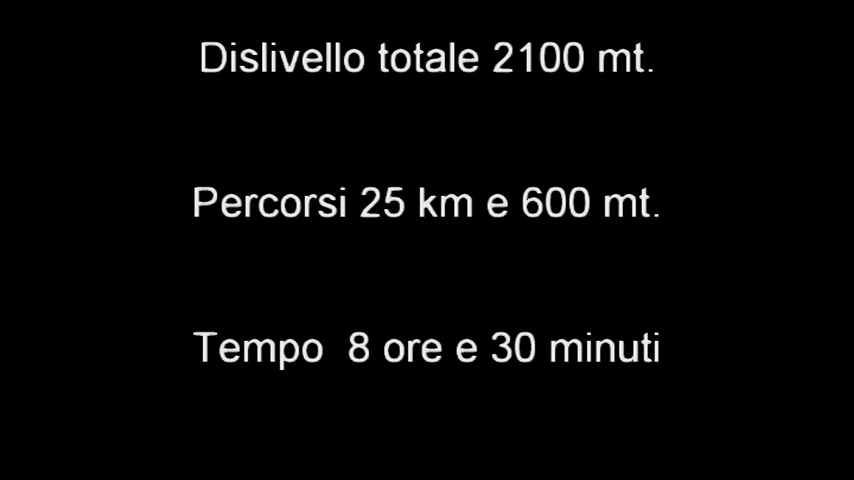 Dislivello totale 2100 mt.
Percorsi 25 km e 600 mt.
Tempo  8 ore e 30 minuti